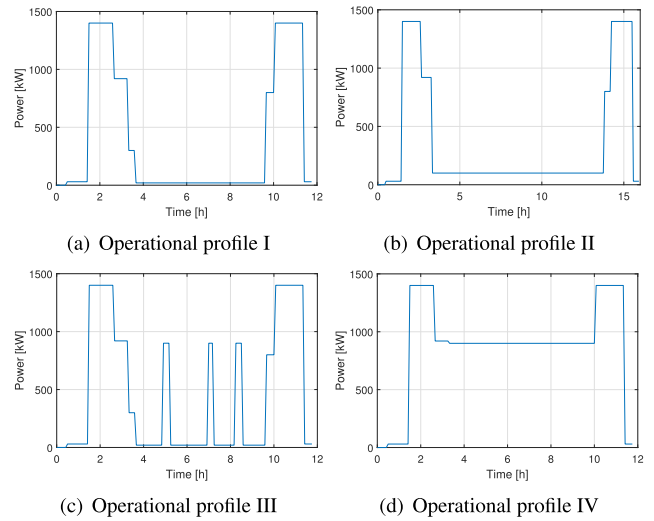 1500
1000
500
0
Power [kW]
0 2 4 6 8 10 12
Time [h]
(a) Operational profile I
1500
1000
500
0
Power [kW]
0 5 10 15
Time [h]
(b) Operational profile II
1500
1000
500
0
Power [kW]
0 2 4 6 8 10 12
Time [h]
(c) Operational profile III
1500
1000
500
0
Power [kW]
0 2 4 6 8 10 12
Time [h]
(d) Operational profile IV